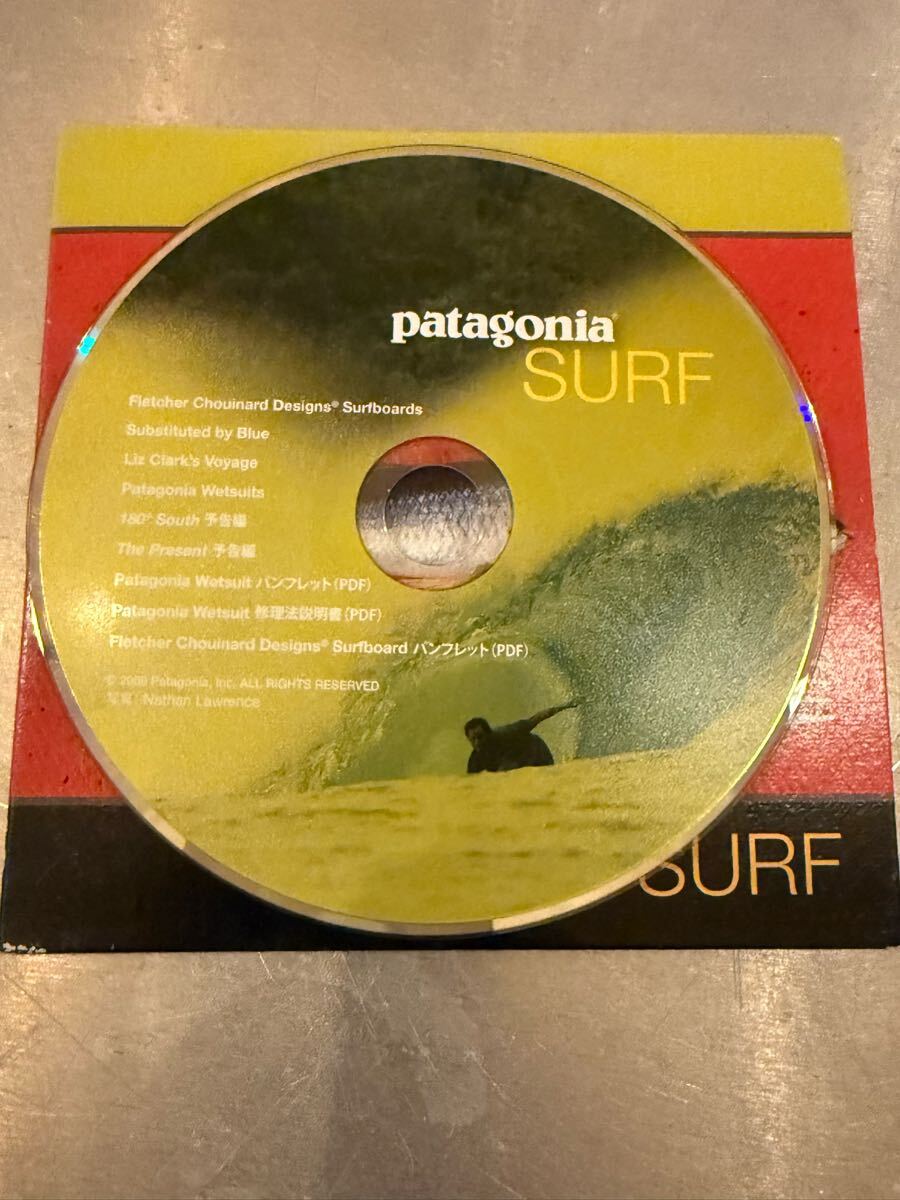 patagonia
SURF
Fletcher Chouinard Designs® Surfboards
Substituted by Blue
Liz Clark's Voyage
Patagonia Wetsuits
180° South 予告編
The Present 予告編
Patagonia Wetsuit パンフレット(PDF)
Patagonia Wetsuit 修理法説明書(PDF)
Fletcher Chouinard Designs® Surfboard パンフレット(PDF)
Patagonia, Inc. ALL RIGHTS RESERVED
写真: Nathan Lawrence
SURF